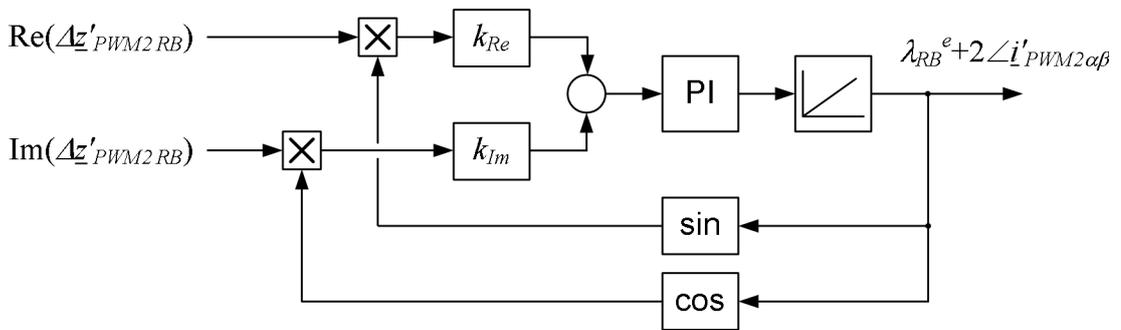 Re(Δz'PWM2 RB)
kRe
λRBe+2∠i'PWM2αβ
PI
Im(Δz'PWM2 RB)
kIm
sin
cos